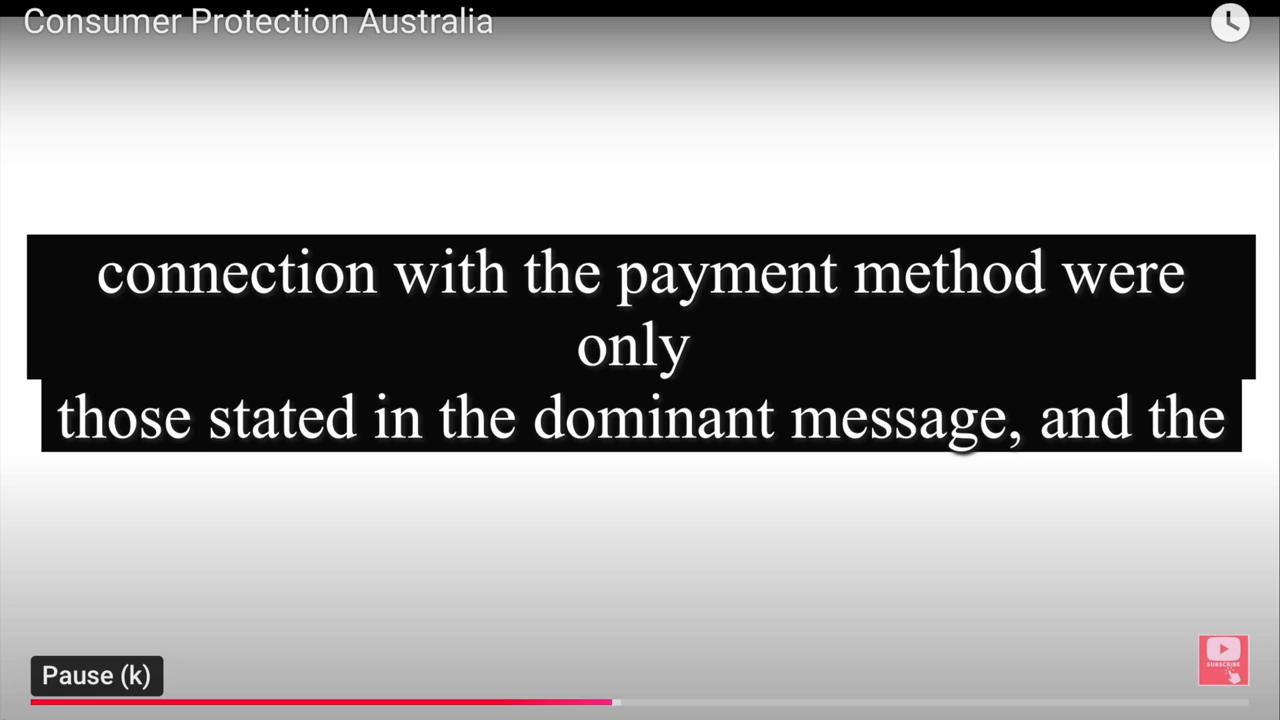 Consumer Protection Australia
connection with the payment method were
only
those stated in the dominant message, and the
SUBSCRIBE
Pause (k)